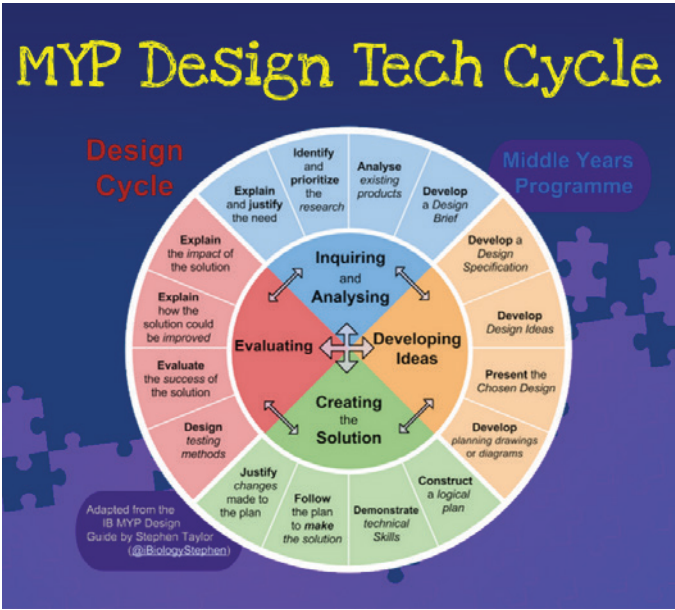 MYP Design Tech Cycle
Design
Cycle
Middle Years
Programme
Explain
and justify
the need
Identify
and
prioritize
the
research
Analyse
existing
products
Develop
a Design
Brief
Develop a
Design
Specification
Develop
Design Ideas
Present the
Chosen Design
Develop
planning drawings
or diagrams
Construct
a logical
plan
Demonstrate
technical
Skills
Follow
the plan
to make
the solution
Justify
changes
made to
the plan
Design
testing
methods
Evaluate
the success of
the solution
Explain
how the
solution could
be improved
Explain
the impact of
the solution
Inquiring
and
Analysing
Developing
Ideas
Creating
the
Solution
Evaluating
Adapted from the
IB MYP Design
Guide by Stephen Taylor
(@iBiologyStephen)